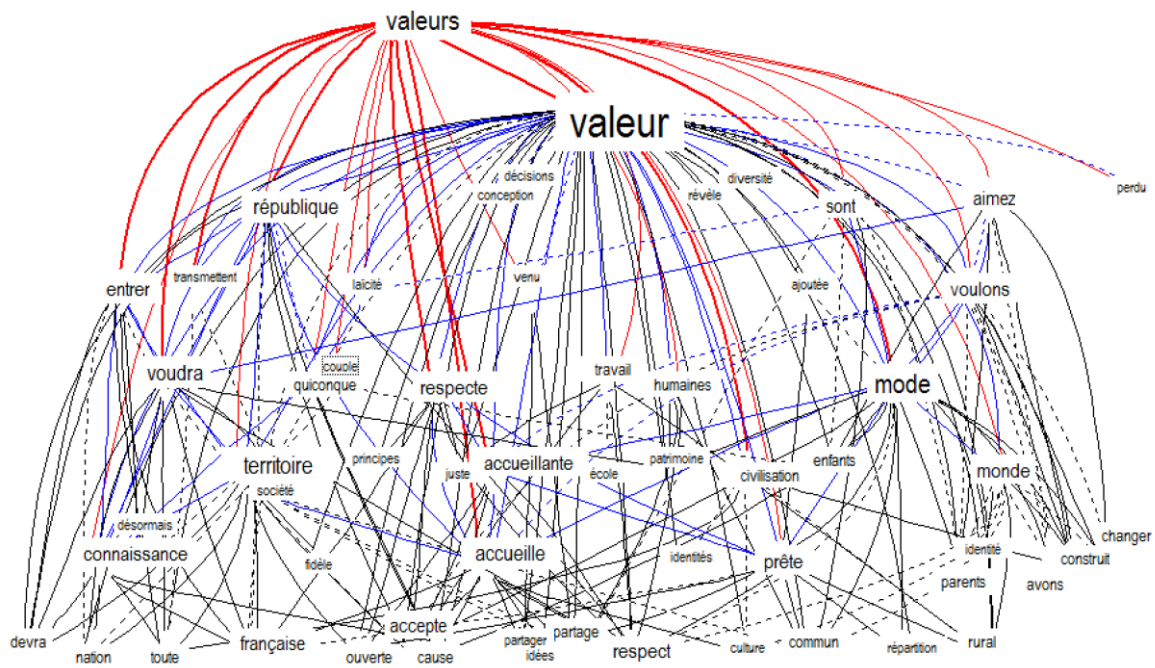 valeurs
valeur
décisions
diversité
conception
révèle
perdu
république
sont
aimez
transmettent
laïcité
venu
ajoutée
entrer
voulons
couple
voudra
quiconque
respecte
travail
humaines
mode
territoire
principes
juste
accueillante
école
patrimoine
civilisation
enfants
monde
société
désormais
connaissance
fidèle
accueille
identités
prête
identité
changer
construit
parents
avons
devra
nation
toute
française
accepte
ouverte
cause
partager
idées
partage
respect
culture
commun
répartition
rural